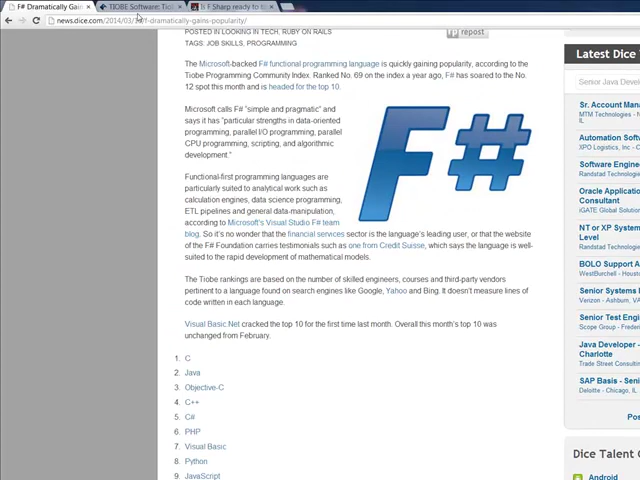 F# Dramatically Gain
TIOBE Software: Tiob
Is F Sharp ready to t
news.dice.com/2014/03/
f-dramatically-gains-popularity/
POSTED IN LOOKING IN TECH, RUBY ON RAILS
TAGS: JOB SKILLS, PROGRAMMING
repost
The Microsoft-backed F# functional programming language is quickly gaining popularity, according to the
Tiobe Programming Community Index. Ranked No. 69 on the index a year ago, F# has soared to the No.
12 spot this month and is headed for the top 10.
Microsoft calls F# "simple and pragmatic" and
says it has "particular strengths in data-oriented
programming, parallel I/O programming, parallel
CPU programming, scripting, and algorithmic
development."
F#
Functional-first programming languages are
particularly suited to analytical work such as
calculation engines, data science programming,
ETL pipelines and general data-manipulation,
according to Microsoft's Visual Studio F# team
blog. So it's no wonder that the financial services sector is the language's leading user, or that the website
of the F# Foundation carries testimonials such as one from Credit Suisse, which says the language is well-
suited to the rapid development of mathematical models.
The Tiobe rankings are based on the number of skilled engineers, courses and third-party vendors
pertinent to a language found on search engines like Google, Yahoo and Bing. It doesn't measure lines of
code written in each language.
Visual Basic.Net cracked the top 10 for the first time last month. Overall this month's top 10 was
unchanged from February.
1. C
2. Java
3. Objective-C
4. C++
5. C#
6. PHP
7. Visual Basic
8. Python
9. JavaScript
Latest Dice
Senior Java Develo
Sr. Account Mana
MTM Technologies - N
IL
Automation Softw
XPO Logistics, Inc - C
Software Enginee
Randstad Technologie
Oracle Application
Consultant
iGATE Global Solution
NT or XP System
Level
Randstad Technologie
BOLO Support A
WestBurchell - Houst
Senior Systems E
Verizon - Ashburn, VA
Senior Test Engi
Scope Group - Freder
Java Developer -
Charlotte
Trade Street Consulti
SAP Basis - Senio
Deloitte - Chicago, IL
Pos
Dice Talent C
Android